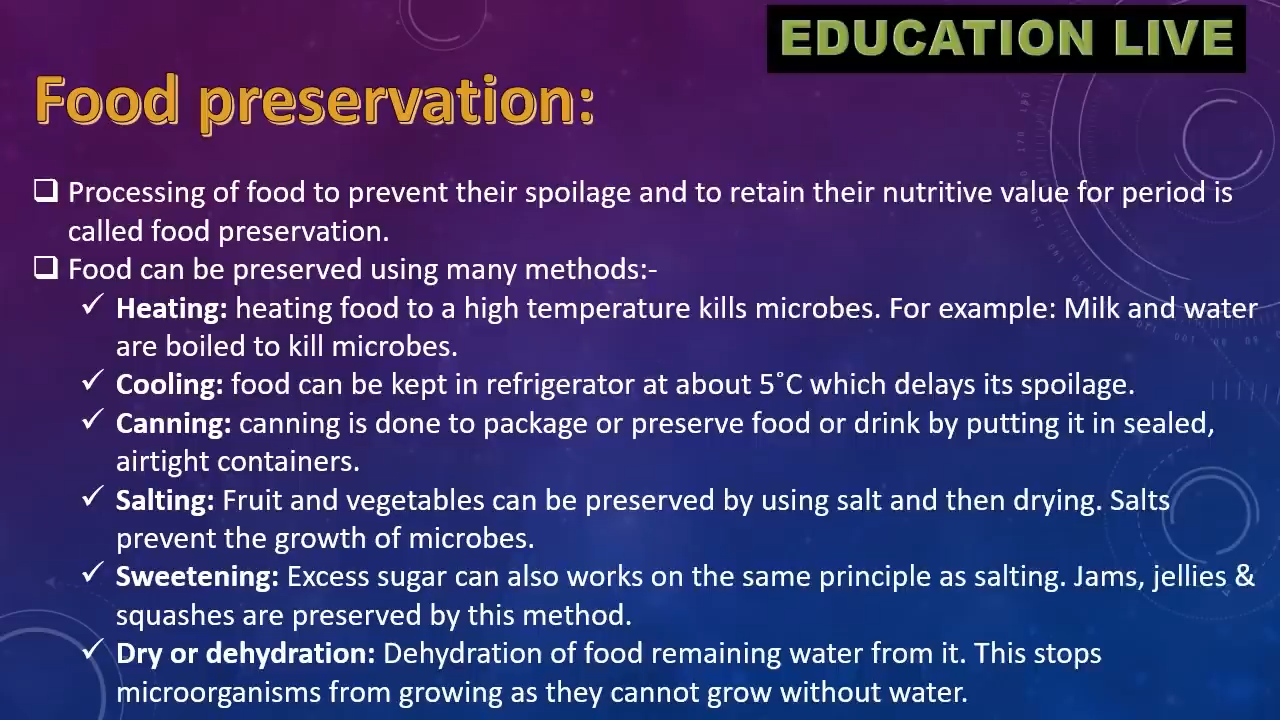 EDUCATION LIVE
Food preservation:
Processing of food to prevent their spoilage and to retain their nutritive value for period is
called food preservation.
Food can be preserved using many methods:-
Heating: heating food to a high temperature kills microbes. For example: Milk and water
are boiled to kill microbes.
Cooling: food can be kept in refrigerator at about 5˚C which delays its spoilage.
Canning: canning is done to package or preserve food or drink by putting it in sealed,
airtight containers.
Salting: Fruit and vegetables can be preserved by using salt and then drying. Salts
prevent the growth of microbes.
Sweetening: Excess sugar can also works on the same principle as salting. Jams, jellies &
squashes are preserved by this method.
Dry or dehydration: Dehydration of food remaining water from it. This stops
microorganisms from growing as they cannot grow without water.